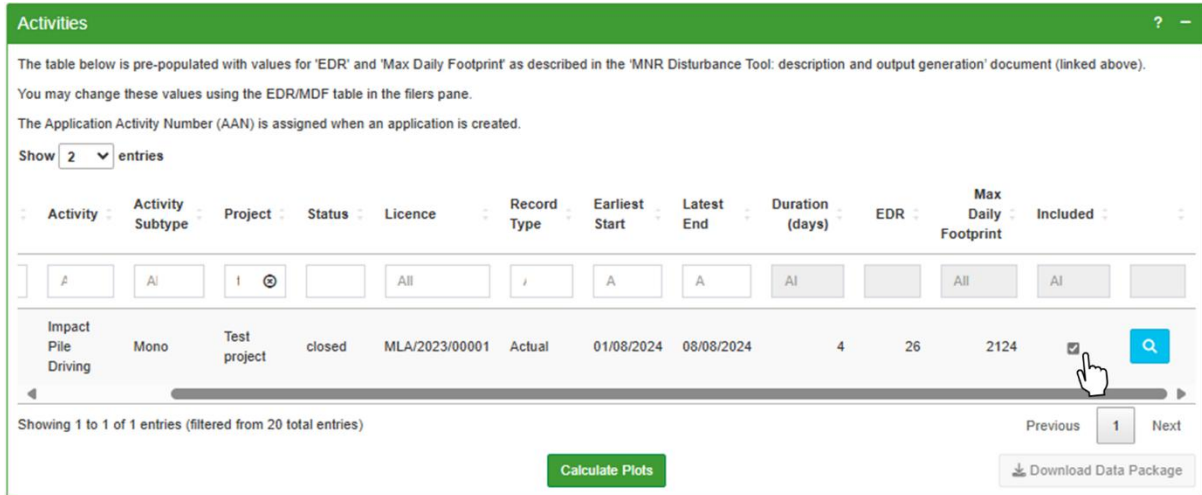 Activities ? −
The table below is pre-populated with values for 'EDR' and 'Max Daily Footprint' as described in the 'MNR Disturbance Tool: description and output generation' document (linked above).
You may change these values using the EDR/MDF table in the filers pane.
The Application Activity Number (AAN) is assigned when an application is created.
Show 2 entries
Activity Activity Subtype Project Status Licence Record Type Earliest Start Latest End Duration (days) EDR Max Daily Footprint Included
A Al All A A Al All Al
Impact Pile Driving Mono Test project closed MLA/2023/00001 Actual 01/08/2024 08/08/2024 4 26 2124
Showing 1 to 1 of 1 entries (filtered from 20 total entries) Previous 1 Next
Calculate Plots Download Data Package